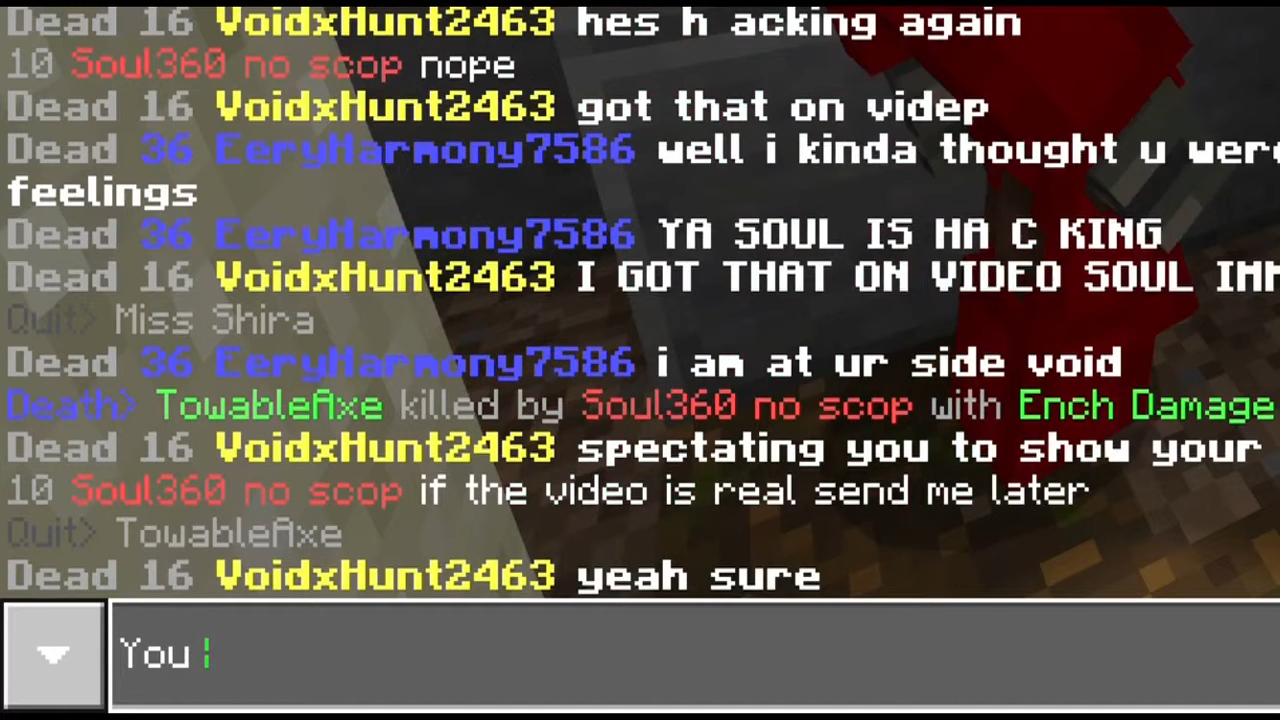 Dead 16 VoidxHunt2463 hes h acking again
10 Soul360 no scop nope
Dead 16 VoidxHunt2463 got that on videp
Dead 36 EeryHarmony7586 well i kinda thought u were
feelings
Dead 36 EeryHarmony7586 YA SOUL IS HA C KING
Dead 16 VoidxHunt2463 I GOT THAT ON VIDEO SOUL
Quit> Miss Shira
Dead 36 EeryHarmony7586 i am at ur side void
Death> TowableAxe killed by Soul360 no scop with Ench Damage
Dead 16 VoidxHunt2463 spectating you to show your
10 Soul360 no scop if the video is real send me later
Quit> TowableAxe
Dead 16 VoidxHunt2463 yeah sure
You